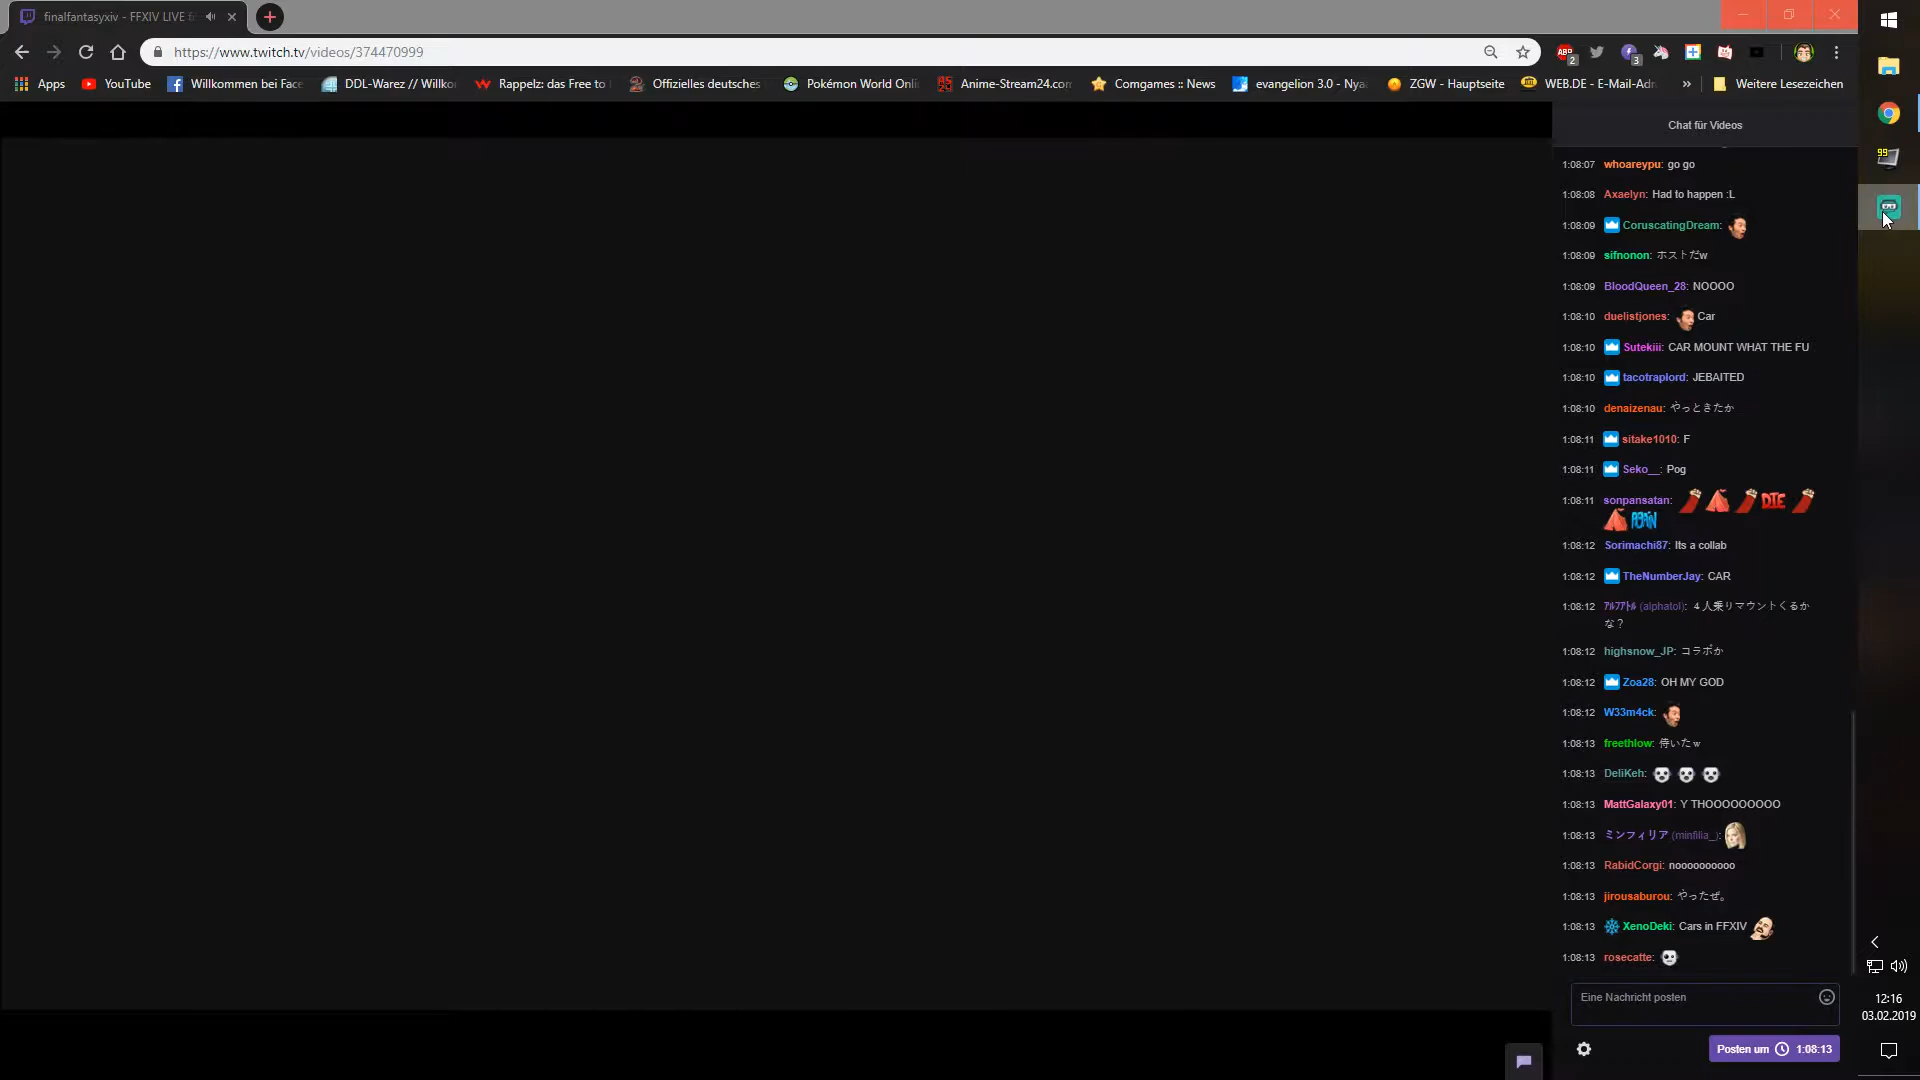 finalfantasyxiv - FFXIV LIVE fr
https://www.twitch.tv/videos/374470999
ABP 2 3
Apps YouTube Willkommen bei Face DDL-Warez // Willko Rappelz: das Free to Offizielles deutsches Pokémon World Onli Anime-Stream24.com Comgames :: News evangelion 3.0 - Nyaa ZGW - Hauptseite WEB.DE - E-Mail-Adr » Weitere Lesezeichen
Chat für Videos
1:08:07 whoareypu: go go
1:08:08 Axaelyn: Had to happen :L
1:08:09 CoruscatingDream:
1:08:09 sifnonon: ホストだw
1:08:09 BloodQueen_28: NOOOO
1:08:10 duelistjones: Car
1:08:10 Sutekiii: CAR MOUNT WHAT THE FU
1:08:10 tacotraplord: JEBAITED
1:08:10 denaizenau: やっときたか
1:08:11 sitake1010: F
1:08:11 Seko__: Pog
1:08:11 sonpansatan: DIE
AGAIN
1:08:12 Sorimachi87: Its a collab
1:08:12 TheNumberJay: CAR
1:08:12 ｱﾙﾌｱﾄﾙ (alphatol): ４人乗りマウントくるか
な？
1:08:12 highsnow_JP: コラボか
1:08:12 Zoa28: OH MY GOD
1:08:12 W33m4ck:
1:08:13 freethlow: 侍いたｗ
1:08:13 DeliKeh:
1:08:13 MattGalaxy01: Y THOOOOOOOOO
1:08:13 ミンフィリア (minfilia_):
1:08:13 RabidCorgi: noooooooooo
1:08:13 jirousaburou: やったぜ。
1:08:13 XenoDeki: Cars in FFXIV
1:08:13 rosecatte:
Eine Nachricht posten
Posten um 1:08:13
99
12:16
03.02.2019